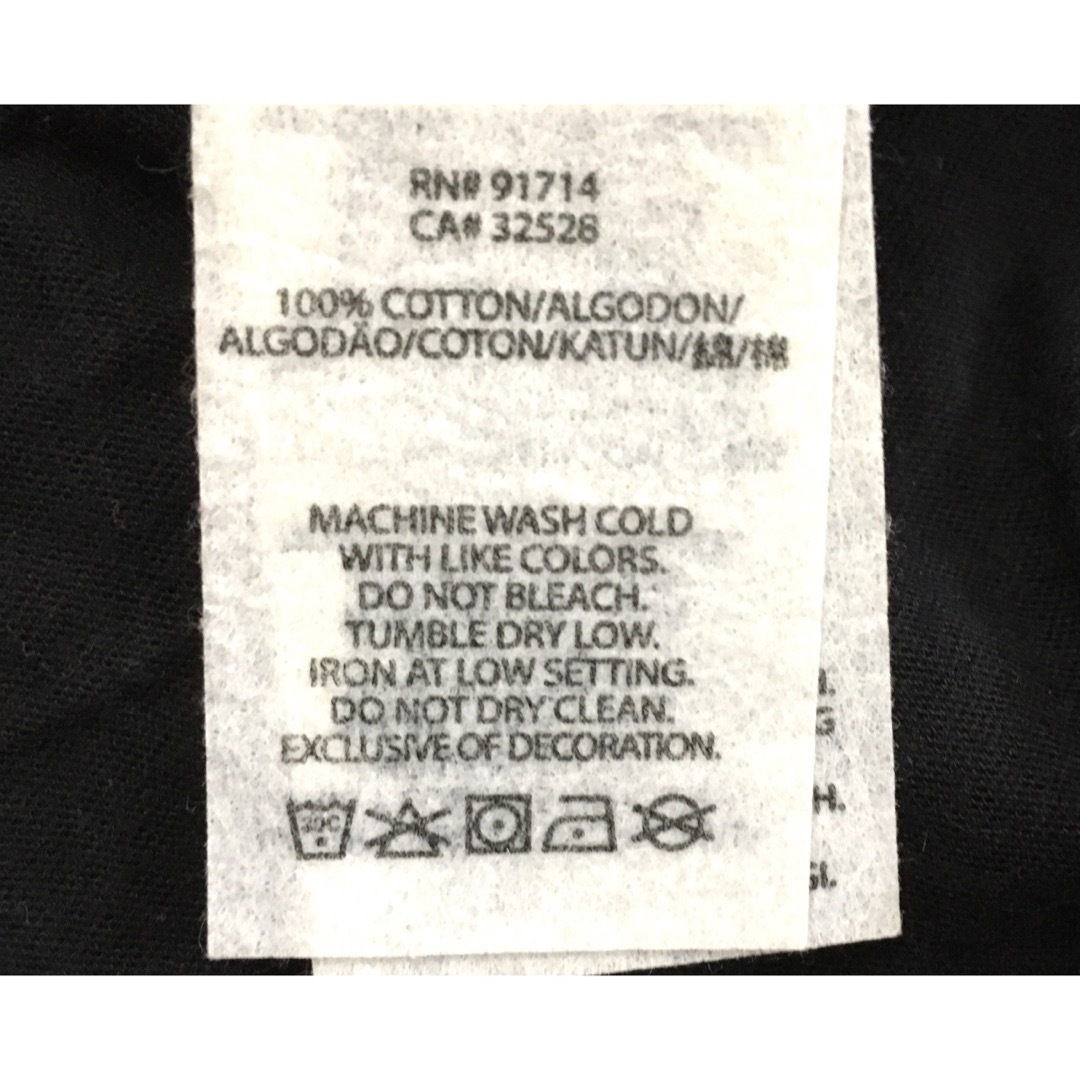 RN# 91714
CA# 32528
100% COTTON/ALGODON/
ALGODÃO/COTON/KATUN/綿/棉
MACHINE WASH COLD
WITH LIKE COLORS.
DO NOT BLEACH.
TUMBLE DRY LOW.
IRON AT LOW SETTING.
DO NOT DRY CLEAN.
EXCLUSIVE OF DECORATION.